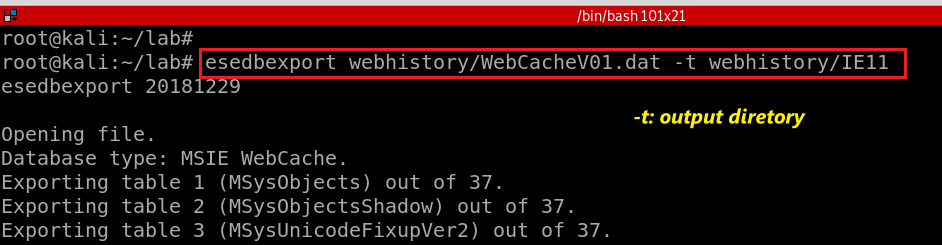 /bin/bash 101x21
root@kali:~/lab#
root@kali:~/lab# esedbexport webhistory/WebCacheV01.dat -t webhistory/IE11
esedbexport 20181229
-t: output diretory
Opening file.
Database type: MSIE WebCache.
Exporting table 1 (MSysObjects) out of 37.
Exporting table 2 (MSysObjectsShadow) out of 37.
Exporting table 3 (MSysUnicodeFixupVer2) out of 37.